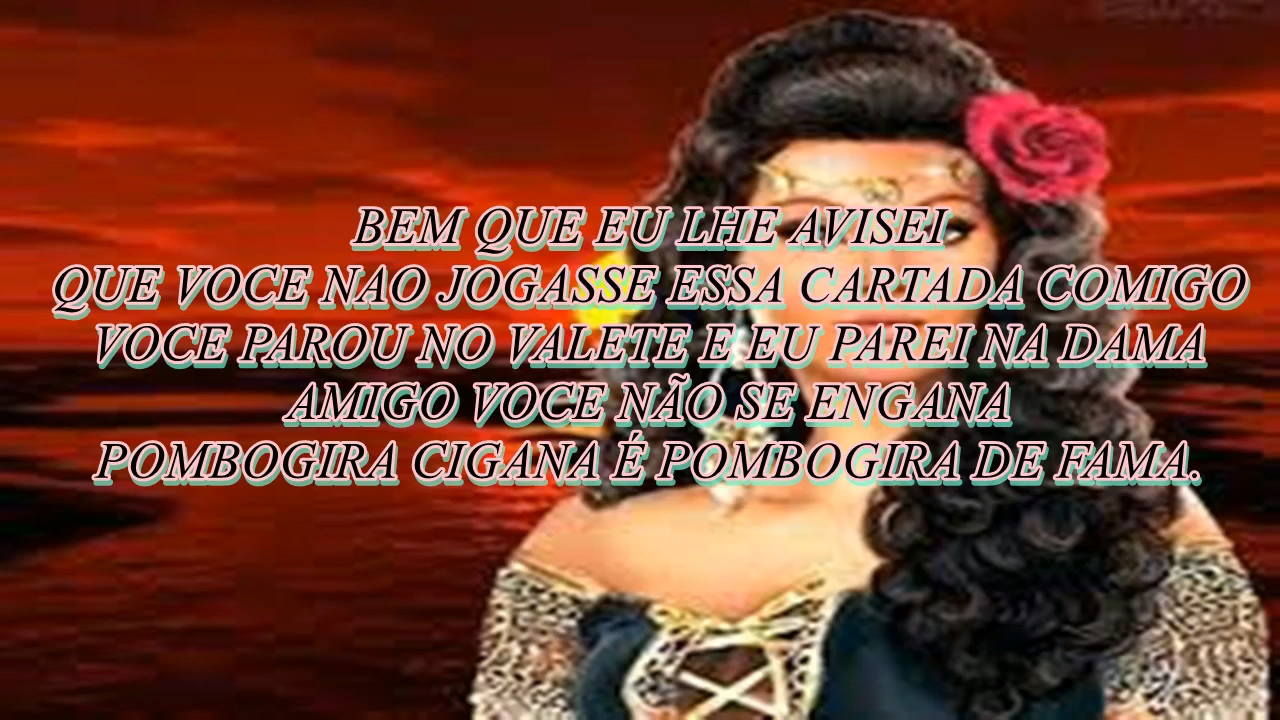 BEM QUE EU LHE AVISEI
QUE VOCE NAO JOGASSE ESSA CARTADA COMIGO
VOCE PAROU NO VALETE E EU PAREI NA DAMA
AMIGO VOCE NÃO SE ENGANA
POMBOGIRA CIGANA É POMBOGIRA DE FAMA.